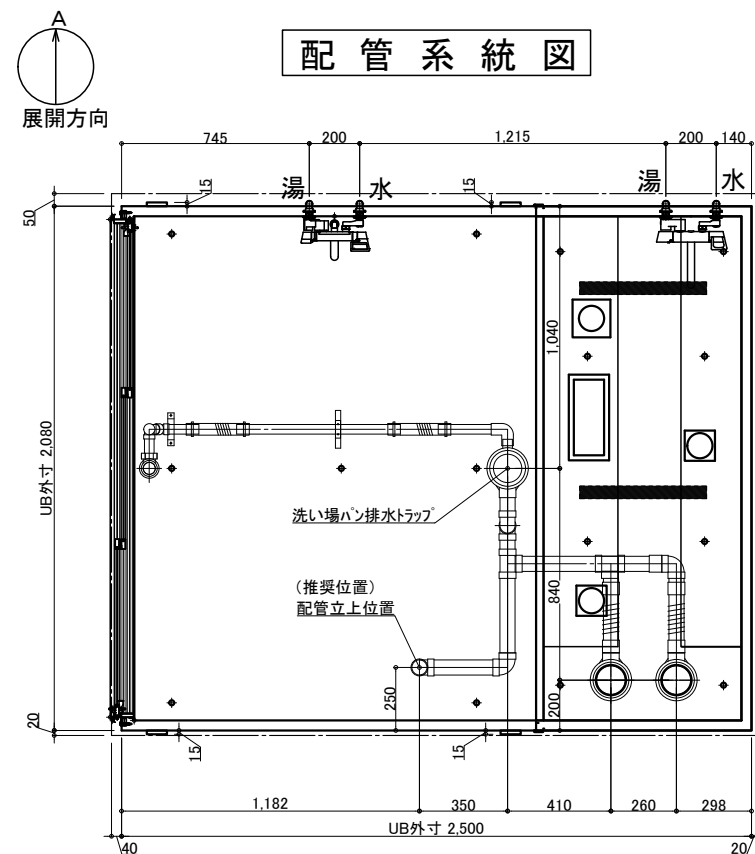 A
展開方向
配管系統図
745 200 1,215 200 140
湯 水 湯 水
15 15
50
1,040
UB外寸 2,080
洗い場パン排水トラップ
(推奨位置)
配管立上位置
840
250
200
20
15 15
1,182 350 410 260 298
UB外寸 2,500
40 20